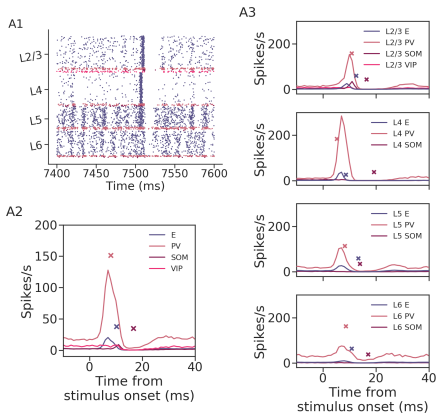 A1
L2/3
L4
L5
L6
7400 7450 7500 7550 7600
Time (ms)
A2
200
150
100
50
0
Spikes/s
E
PV
SOM
VIP
0 20 40
Time from
stimulus onset (ms)
A3
Spikes/s
200
0
L2/3 E
L2/3 PV
L2/3 SOM
L2/3 VIP
Spikes/s
200
0
L4 E
L4 PV
L4 SOM
Spikes/s
200
0
L5 E
L5 PV
L5 SOM
Spikes/s
200
0
L6 E
L6 PV
L6 SOM
0 20 40
Time from
stimulus onset (ms)